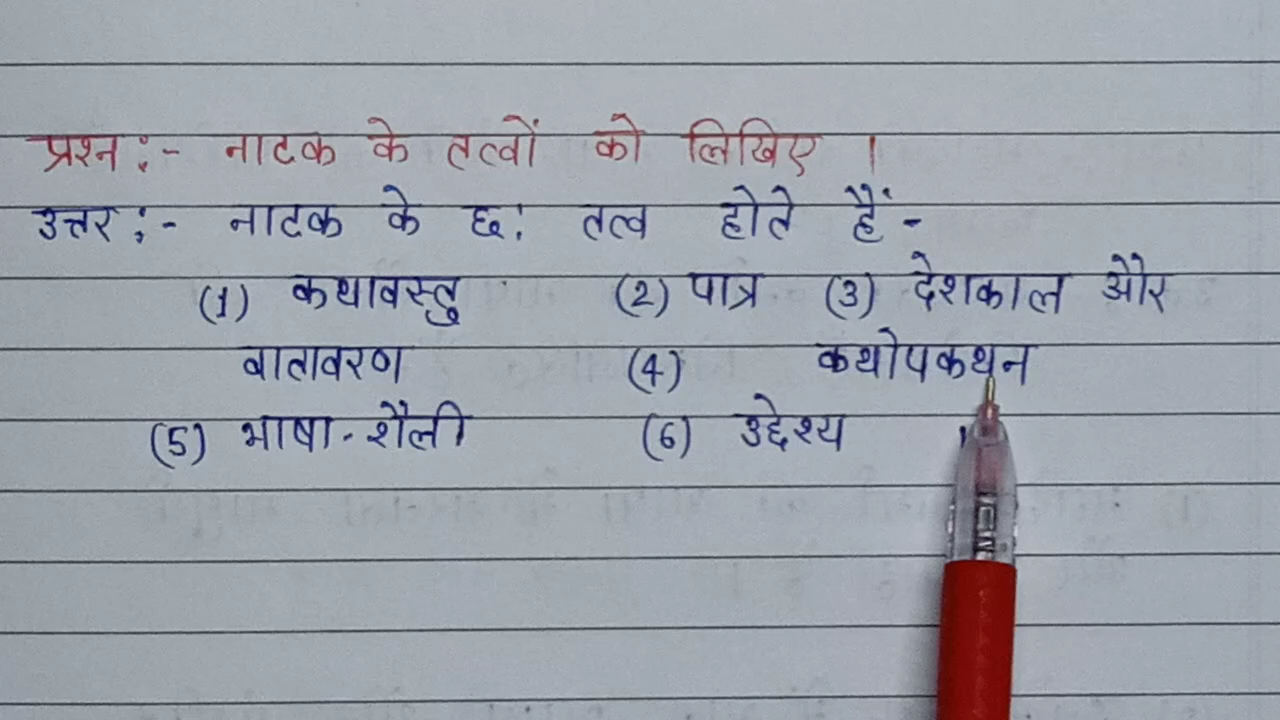 प्रश्न :- नाटक के तत्वों को लिखिए ।
उत्तर :- नाटक के छः तत्व होते हैं -
(1) कथावस्तु (2) पात्र (3) देशकाल और
वातावरण (4) कथोपकथन
(5) भाषा-शैली (6) उद्देश्य ।